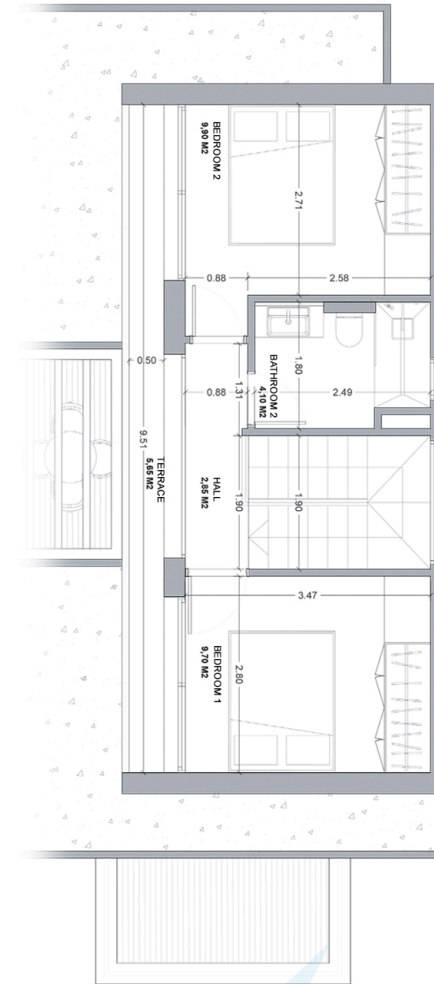 BEDROOM 2
9,90 M2
2.71
0.88
2.58
BATHROOM 2
4,10 M2
1.80
2.49
0.50
0.88
1.31
9.51
TERRACE
5,65 M2
HALL
2,85 M2
1.90
1.90
3.47
BEDROOM 1
9,70 M2
2.80